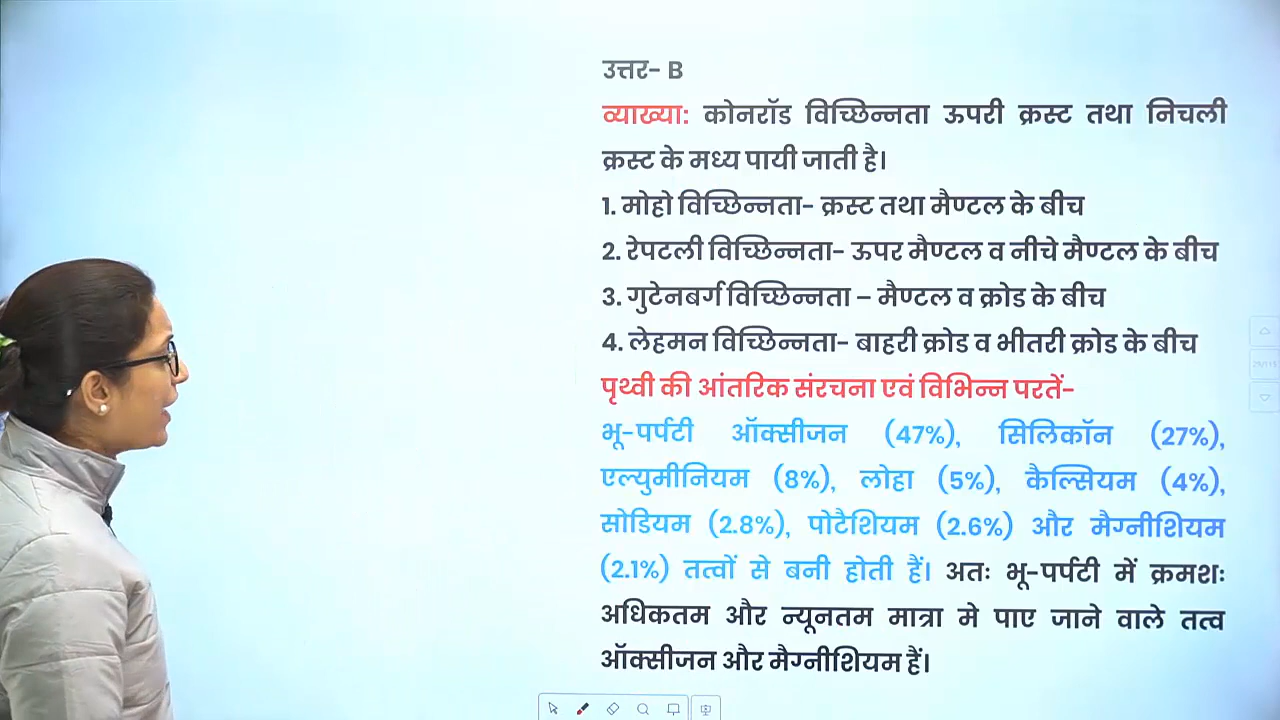 उत्तर- B
व्याख्या: कोनरॉड विच्छिन्नता ऊपरी क्रस्ट तथा निचली
क्रस्ट के मध्य पायी जाती है।
1. मोहो विच्छिन्नता- क्रस्ट तथा मैण्टल के बीच
2. रेपटली विच्छिन्नता- ऊपर मैण्टल व नीचे मैण्टल के बीच
3. गुटेनबर्ग विच्छिन्नता – मैण्टल व क्रोड के बीच
4. लेहमन विच्छिन्नता- बाहरी क्रोड व भीतरी क्रोड के बीच
पृथ्वी की आंतरिक संरचना एवं विभिन्न परतें-
भू-पर्पटी ऑक्सीजन (47%), सिलिकॉन (27%),
एल्युमीनियम (8%), लोहा (5%), कैल्सियम (4%),
सोडियम (2.8%), पोटैशियम (2.6%) और मैग्नीशियम
(2.1%) तत्वों से बनी होती हैं। अतः भू-पर्पटी में क्रमशः
अधिकतम और न्यूनतम मात्रा मे पाए जाने वाले तत्व
ऑक्सीजन और मैग्नीशियम हैं।